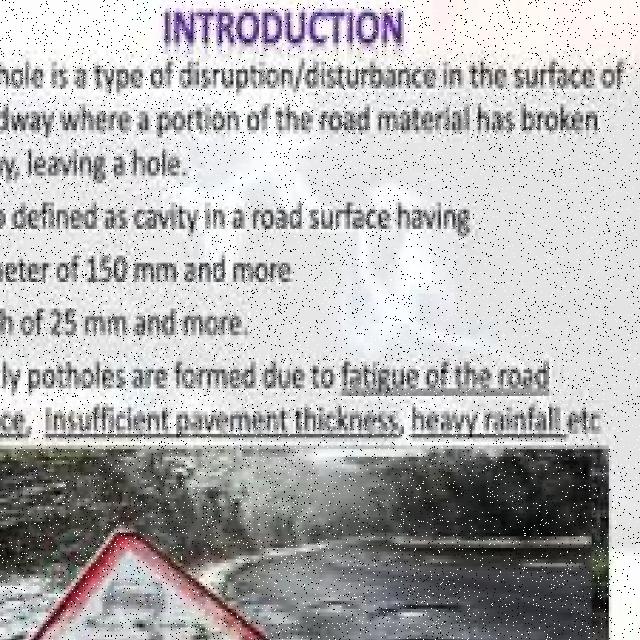 INTRODUCTION
hole is a type of disruption/disturbance in the surface of
dway where a portion of the road material has broken
y, leaving a hole.
o defined as cavity in a road surface having
eter of 150 mm and more
h of 25 mm and more.
ly potholes are formed due to fatigue of the road
ce, Insufficient pavement thickness, heavy rainfall etc